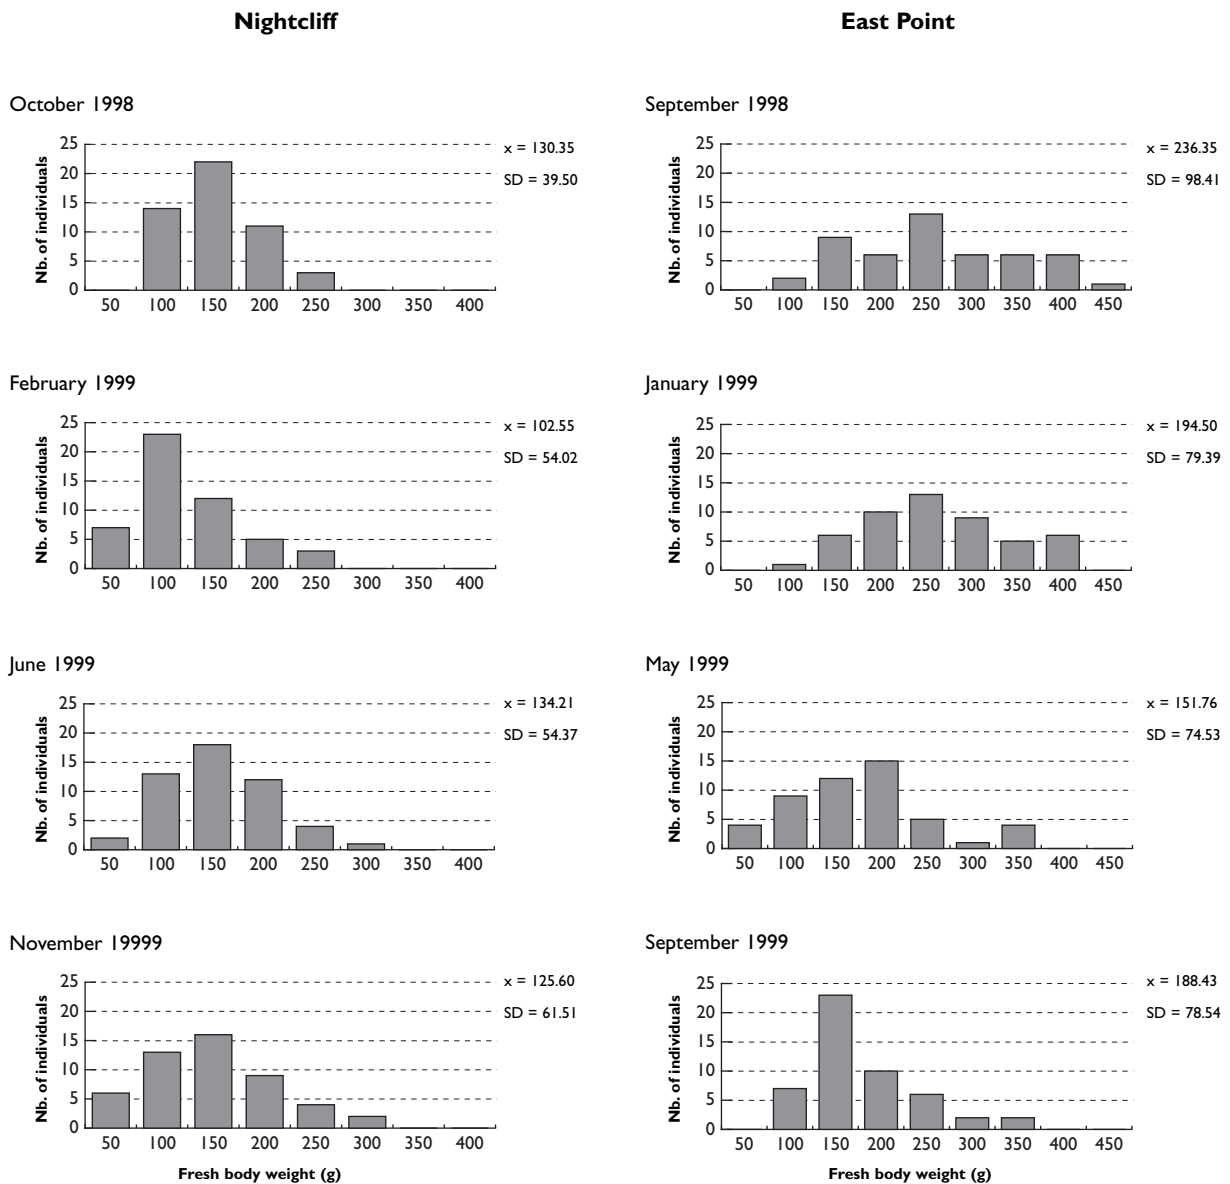 Nightcliff
East Point
October 1998
Nb. of individuals
25
20
15
10
5
0
50 100 150 200 250 300 350 400
x = 130.35
SD = 39.50
September 1998
Nb. of individuals
25
20
15
10
5
0
50 100 150 200 250 300 350 400 450
x = 236.35
SD = 98.41
February 1999
Nb. of individuals
25
20
15
10
5
0
50 100 150 200 250 300 350 400
x = 102.55
SD = 54.02
January 1999
Nb. of individuals
25
20
15
10
5
0
50 100 150 200 250 300 350 400 450
x = 194.50
SD = 79.39
June 1999
Nb. of individuals
25
20
15
10
5
0
50 100 150 200 250 300 350 400
x = 134.21
SD = 54.37
May 1999
Nb. of individuals
25
20
15
10
5
0
50 100 150 200 250 300 350 400 450
x = 151.76
SD = 74.53
November 19999
Nb. of individuals
25
20
15
10
5
0
50 100 150 200 250 300 350 400
x = 125.60
SD = 61.51
Fresh body weight (g)
September 1999
Nb. of individuals
25
20
15
10
5
0
50 100 150 200 250 300 350 400 450
x = 188.43
SD = 78.54
Fresh body weight (g)